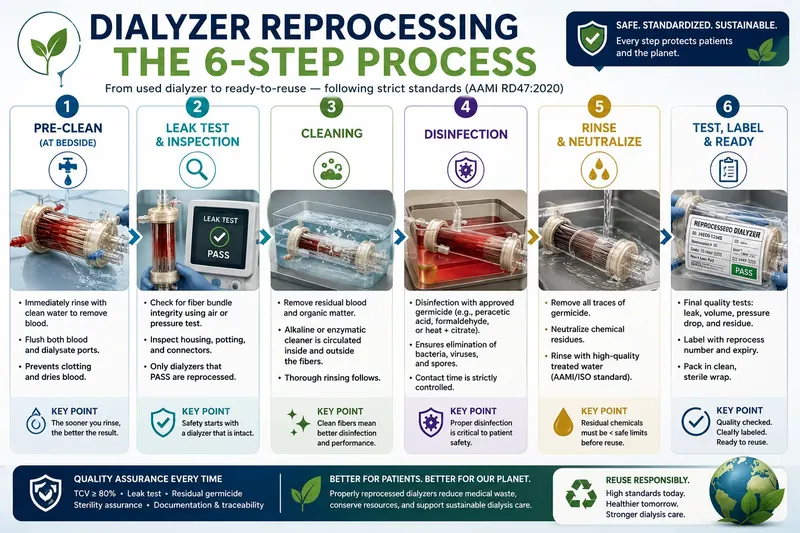 DIALYZER REPROCESSING
THE 6-STEP PROCESS
From used dialyzer to ready-to-reuse — following strict standards (AAMI RD47:2020)
SAFE. STANDARDIZED. SUSTAINABLE.
Every step protects patients
and the planet.
1
PRE-CLEAN
(AT BEDSIDE)
• Immediately rinse with
clean water to remove
blood.
• Flush both blood
and dialysate ports.
• Prevents clotting
and dries blood.
KEY POINT
The sooner you rinse,
the better the result.
2
LEAK TEST
& INSPECTION
LEAK TEST
PASS
• Check for fiber bundle
integrity using air or
pressure test.
• Inspect housing, potting,
and connectors.
• Only dialyzers that
PASS are reprocessed.
KEY POINT
Safety starts with
a dialyzer that is intact.
3
CLEANING
• Remove residual blood
and organic matter.
• Alkaline or enzymatic
cleaner is circulated
inside and outside
the fibers.
• Thorough rinsing follows.
KEY POINT
Clean fibers mean
better disinfection
and performance.
4
DISINFECTION
• Disinfection with approved
germicide (e.g., peracetic
acid, formaldehyde,
or heat + citrate).
• Ensures elimination of
bacteria, viruses,
and spores.
• Contact time is strictly
controlled.
KEY POINT
Proper disinfection
is critical to patient
safety.
5
RINSE
& NEUTRALIZE
• Remove all traces of
germicide.
• Neutralize chemical
residues.
• Rinse with high-quality
treated water
(AAMI/ISO standard).
KEY POINT
Residual chemicals
must be < safe limits
before reuse.
6
TEST, LABEL
& READY
REPROCESSED DIALYZER
PASS
• Final quality tests:
leak, volume, pressure
drop, and residue.
• Label with reprocess
number and expiry.
• Pack in clean,
sterile wrap.
KEY POINT
Quality checked.
Cleally labeled.
Ready to reuse.
QUALITY ASSURANCE EVERY TIME
TCV ≥ 80% • Leak test • Residual germicide
Sterility assurance • Documentation & traceability
BETTER FOR PATIENTS. BETTER FOR OUR PLANET.
Properly reprocessed dialyzers reduce medical waste,
conserve resources, and support sustainable dialysis care.
REUSE RESPONSIBLY.
High standards today.
Healthier tomorrow.
Stronger dialysis care.